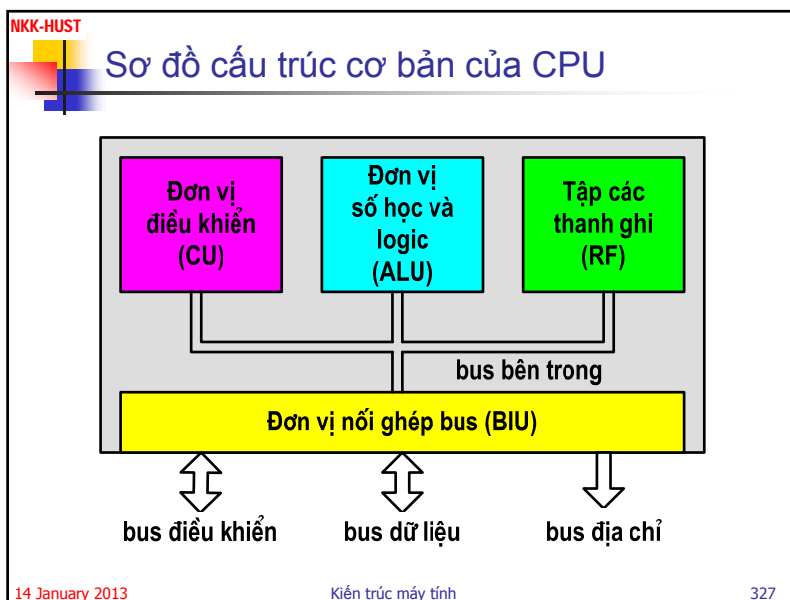 NKK-HUST
Sơ đồ cấu trúc cơ bản của CPU
Đơn vị
điều khiển
(CU)
Đơn vị
số học và
logic
(ALU)
Tập các
thanh ghi
(RF)
bus bên trong
Đơn vị nối ghép bus (BIU)
bus điều khiển
bus dữ liệu
bus địa chỉ
14 January 2013
Kiến trúc máy tính
327